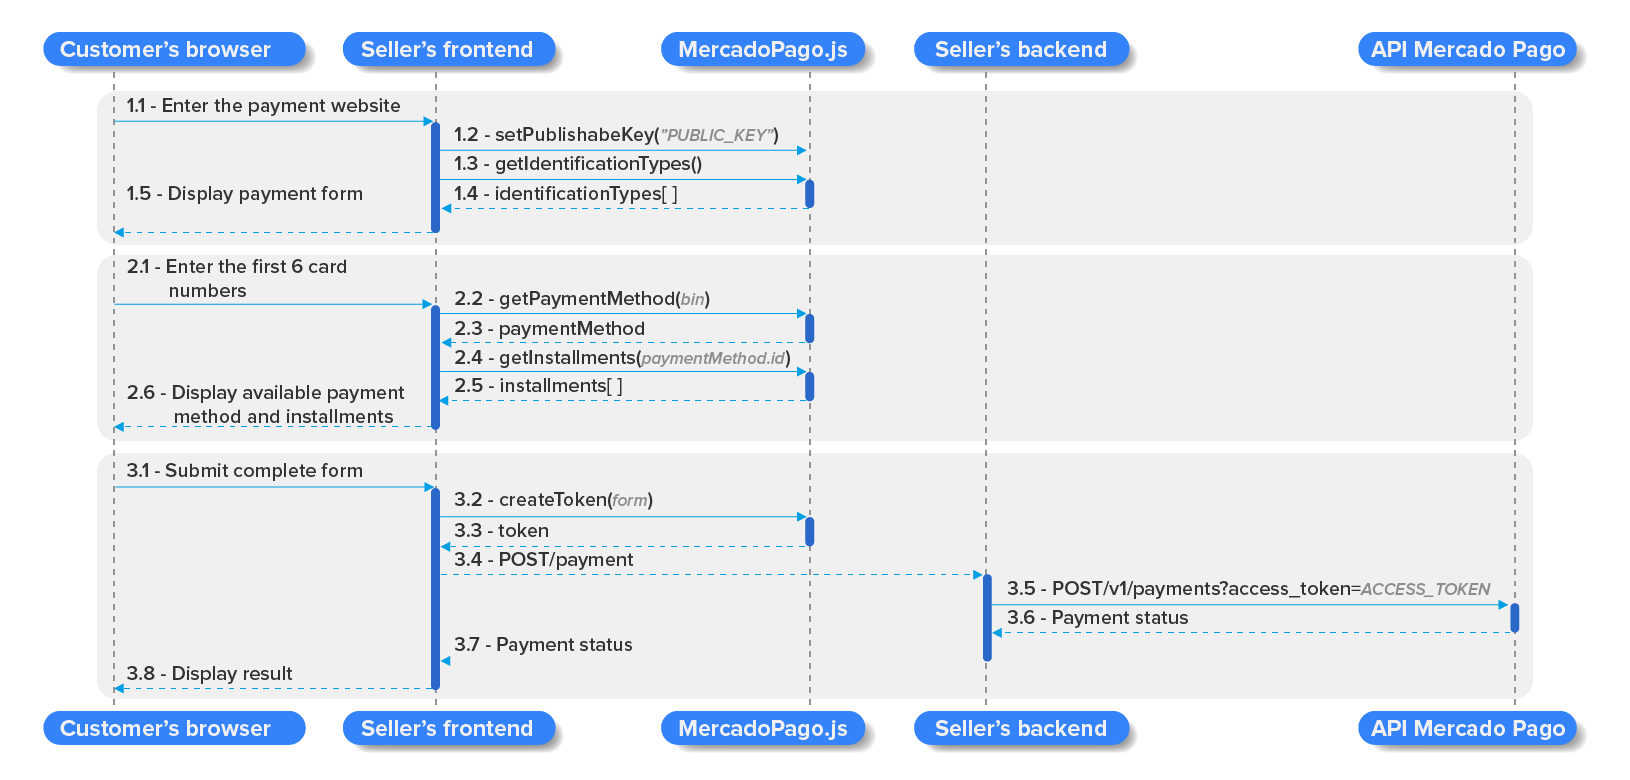 Customer’s browser
Seller’s frontend
MercadoPago.js
Seller’s backend
API Mercado Pago
1.1 - Enter the payment website
1.2 - setPublishabeKey(”PUBLIC_KEY”)
1.3 - getIdentificationTypes()
1.4 - identificationTypes[ ]
1.5 - Display payment form
2.1 - Enter the first 6 card
numbers
2.2 - getPaymentMethod(bin)
2.3 - paymentMethod
2.4 - getInstallments(paymentMethod.id)
2.5 - installments[ ]
2.6 - Display available payment
method and installments
3.1 - Submit complete form
3.2 - createToken(form)
3.3 - token
3.4 - POST/payment
3.5 - POST/v1/payments?access_token=ACCESS_TOKEN
3.6 - Payment status
3.7 - Payment status
3.8 - Display result
Customer’s browser
Seller’s frontend
MercadoPago.js
Seller’s backend
API Mercado Pago